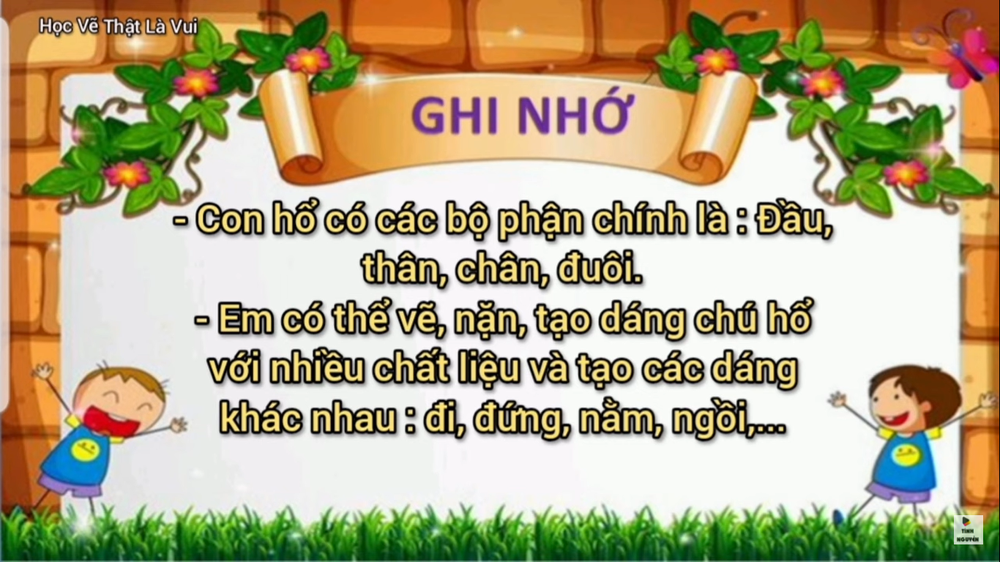 Học Vẽ Thật Là Vui
GHI NHỚ
- Con hổ có các bộ phận chính là : Đầu,
thân, chân, đuôi.
- Em có thể vẽ, nặn, tạo dáng chú hổ
với nhiều chất liệu và tạo các dáng
khác nhau : đi, đứng, nằm, ngồi,...
TÌNH
NGUYỄN